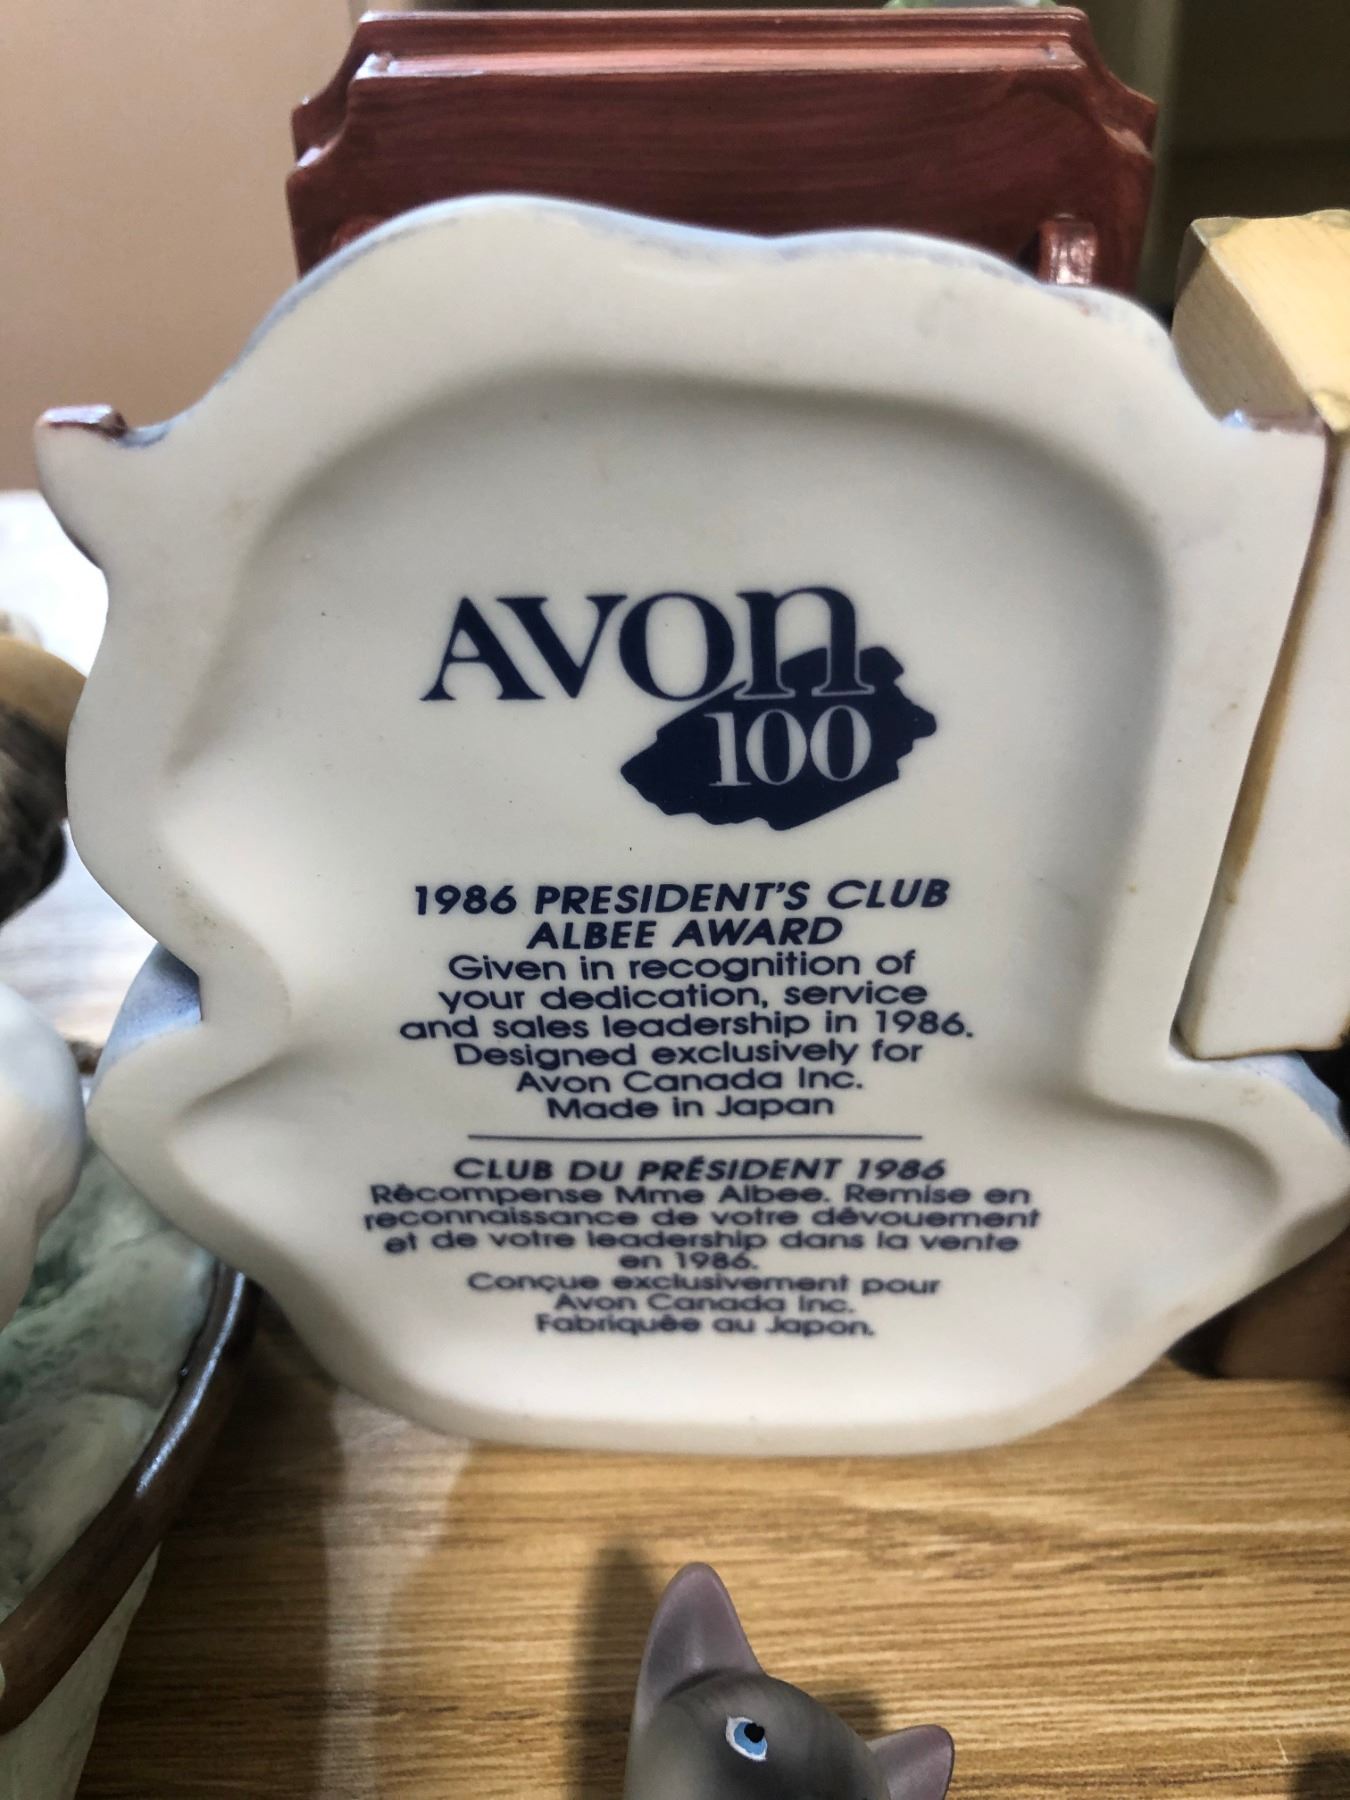 AVON
100
1986 PRESIDENT'S CLUB
ALBEE AWARD
Given in recognition of
your dedication, service
and sales leadership in 1986.
Designed exclusively for
Avon Canada Inc.
Made in Japan
CLUB DU PRÉSIDENT 1986
Récompense Mme Albee. Remise en
reconnaissance de votre dévouement
et de votre leadership dans la vente
en 1986.
Conçue exclusivement pour
Avon Canada Inc.
Fabriquée au Japon.